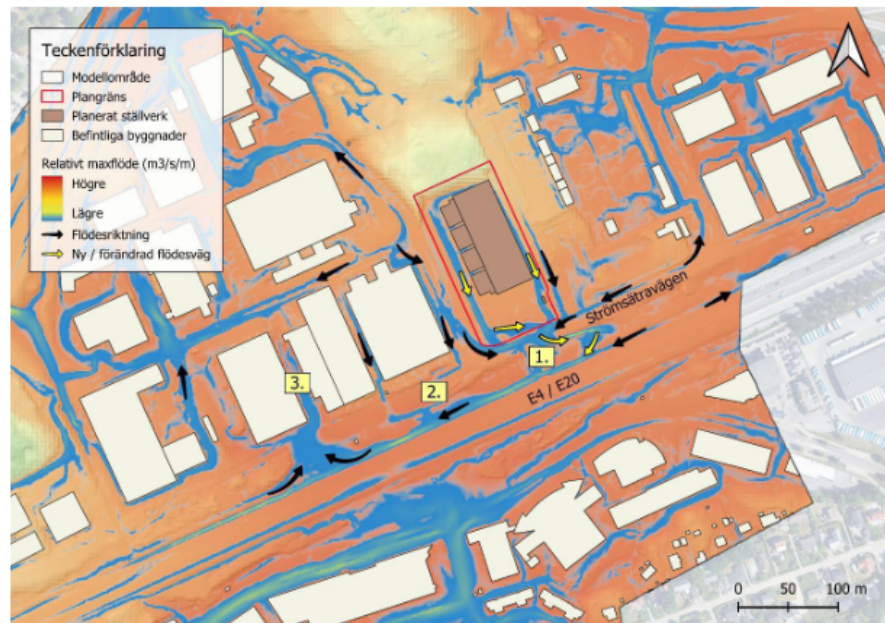 Teckenförklaring
Modellområde
Plangräns
Planerat ställverk
Befintliga byggnader
Relativt maxflöde (m3/s/m)
Högre
Lägre
Flödesriktning
Ny / förändrad flödesväg
Strömsätravägen
1.
E4 / E20
2.
3.
0 50 100 m